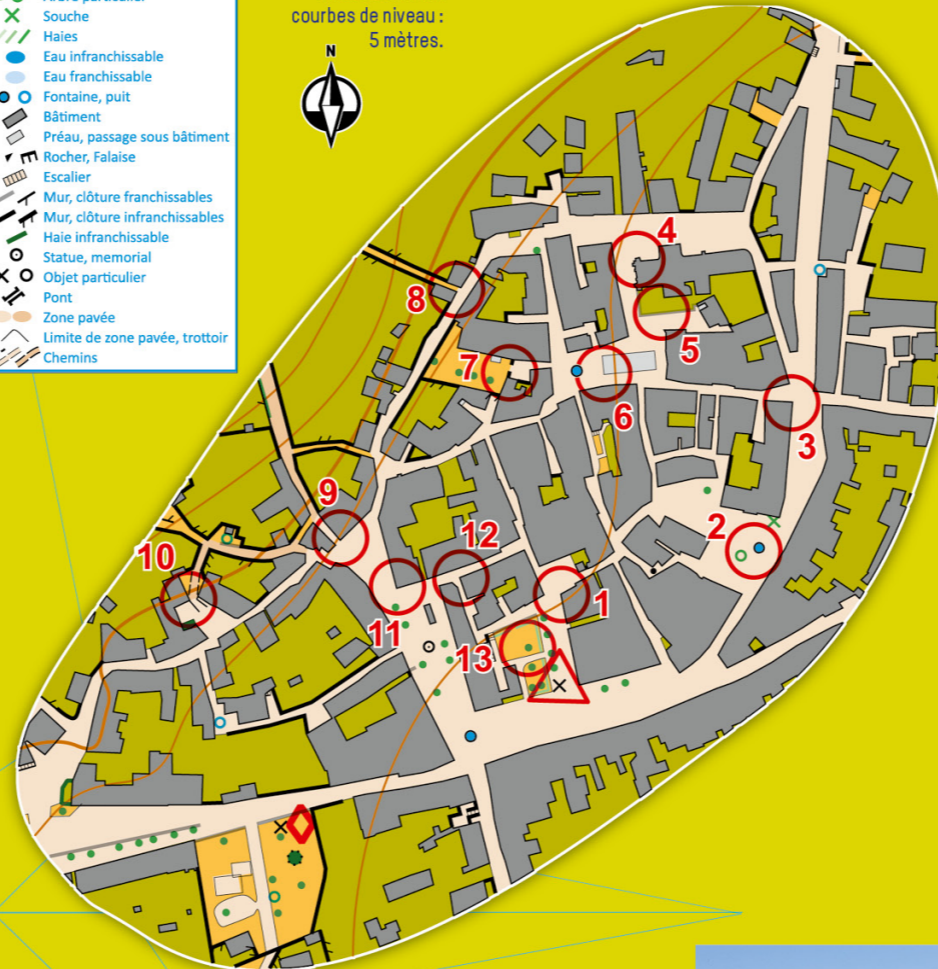 Souche
Haies
Eau infranchissable
Eau franchissable
Fontaine, puit
Bâtiment
Préau, passage sous bâtiment
Rocher, Falaise
Escalier
Mur, clôture franchissables
Mur, clôture infranchissables
Haie infranchissable
Statue, memorial
Objet particulier
Pont
Zone pavée
Limite de zone pavée, trottoir
Chemins
courbes de niveau :
5 mètres.
N
4
8
5
7
6
3
9
12
2
10
1
11
13